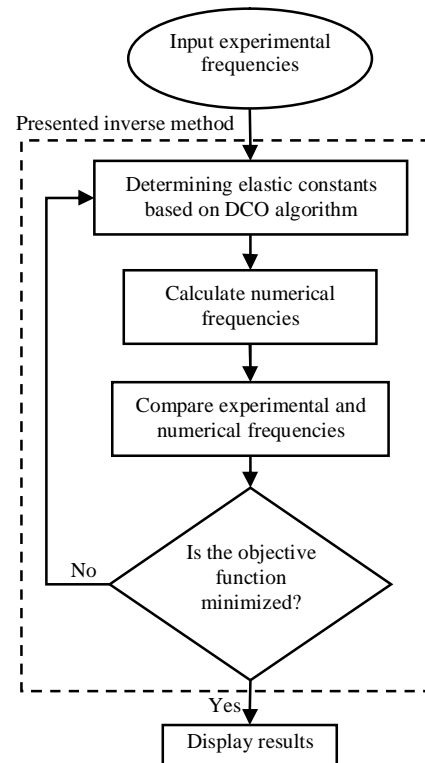 Input experimental
frequencies
Presented inverse method
Determining elastic constants
based on DCO algorithm
Calculate numerical
frequencies
Compare experimental and
numerical frequencies
Is the objective
function
minimized?
No
Yes
Display results